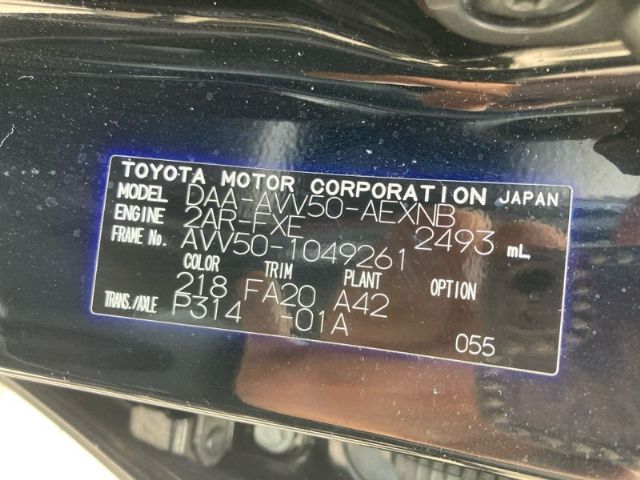 TOYOTA MOTOR CORPORATION JAPAN
MODEL DAA-AVV50-AEXNB
ENGINE 2AR-FXE 2493 mL
FRAME No. AVV50-1049261
COLOR TRIM PLANT OPTION
218 FA20 A42
TRANS./AXLE P314 -01A
055